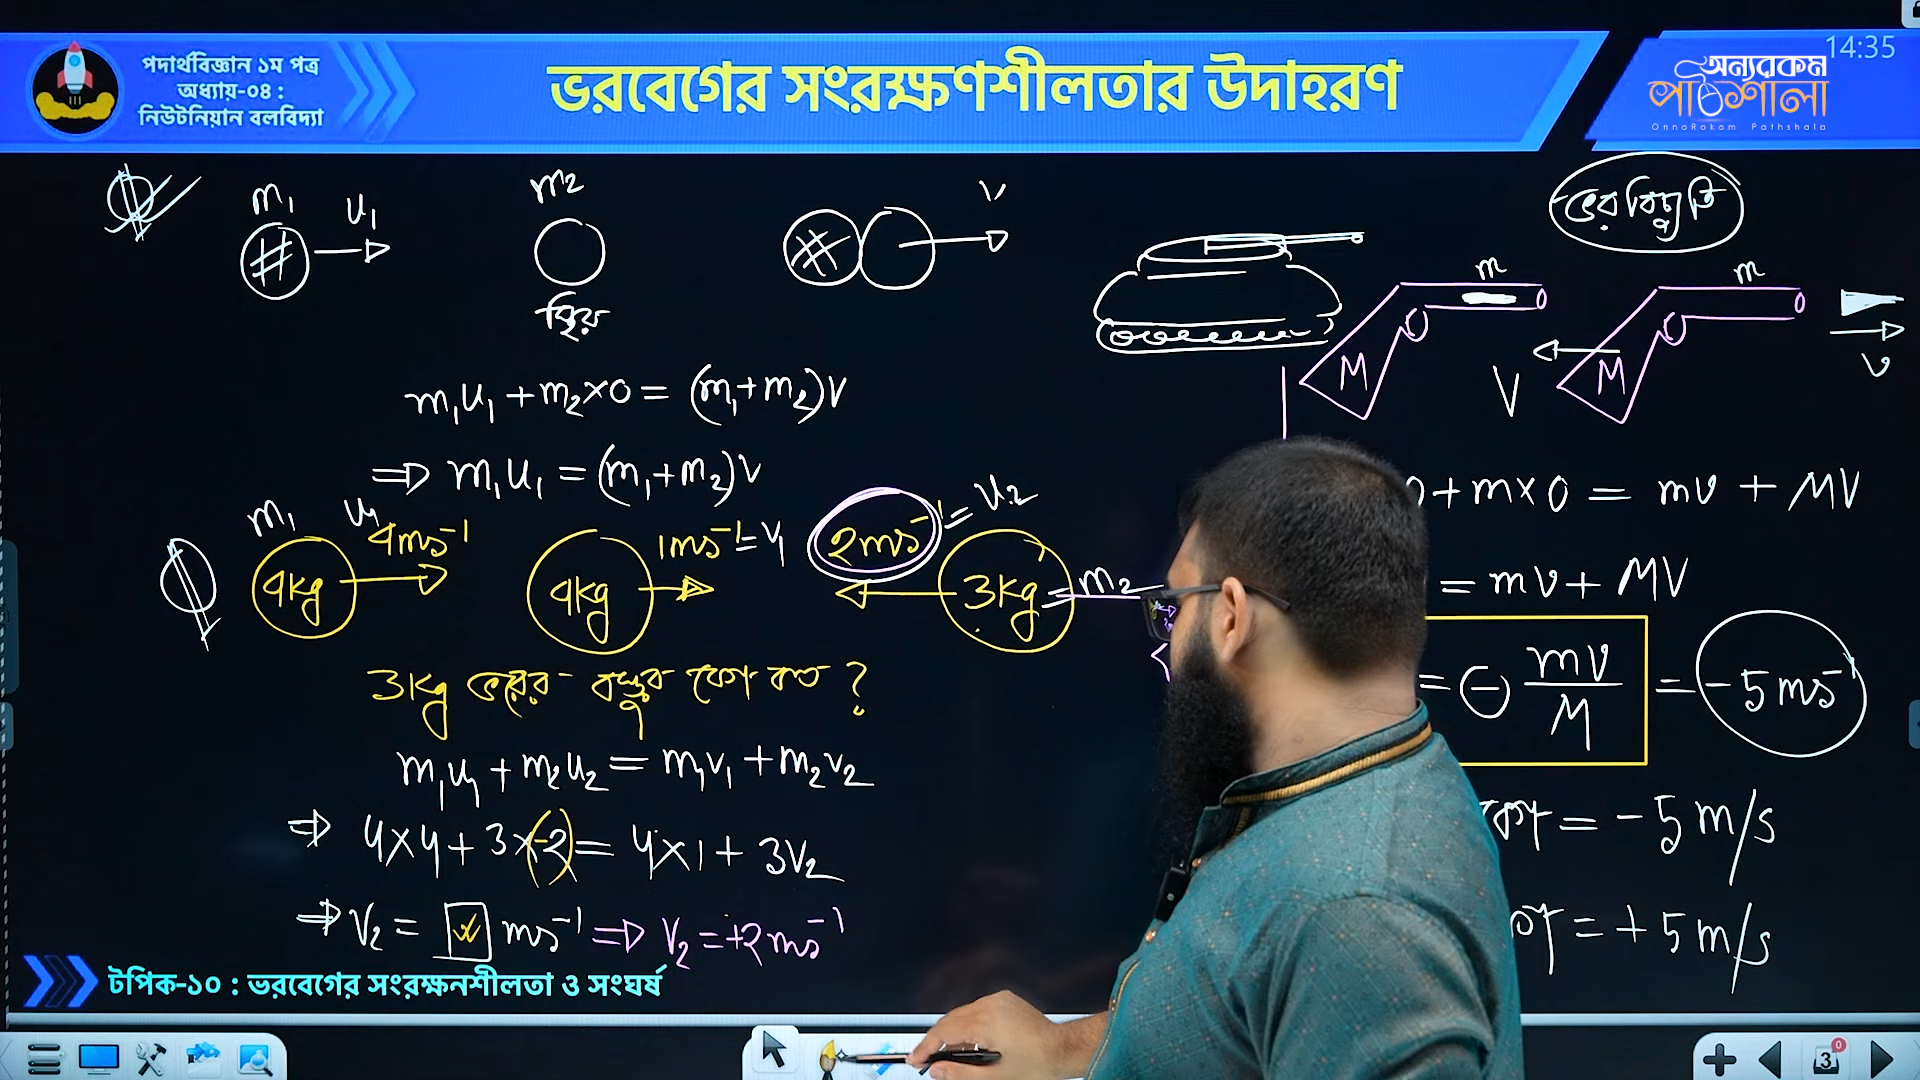 14:35
পদার্থবিজ্ঞান ১ম পত্র
অধ্যায়-০৪ :
নিউটনিয়ান বলবিদ্যা
ভরবেগের সংরক্ষণশীলতার উদাহরণ
অন্যরকম
পাঠশালা
OnnoRokom Pathshala
m₁ u₁
m₂
স্থির
v
m m
M V M v
m₁u₁ + m₂×0 = (m₁+m₂)v
⇒ m₁u₁ = (m₁+m₂)v
+ m×0 = mv + MV
m₁ u₁
4kg 4ms⁻¹
4kg 1ms⁻¹ = v₁
2ms⁻¹ = u₂
3kg = m₂
= mv + MV
= ⊖ mv/M = -5ms⁻¹
3kg ভরের বস্তুর বেগ কত ?
m₁u₁ + m₂u₂ = m₁v₁ + m₂v₂
⇒ 4×4 + 3×(-2) = 4×1 + 3v₂
= -5 m/s
⇒ v₂ = ms⁻¹ ⇒ v₂ = +2ms⁻¹
= +5 m/s
টপিক-১০ : ভরবেগের সংরক্ষনশীলতা ও সংঘর্ষ
3
0